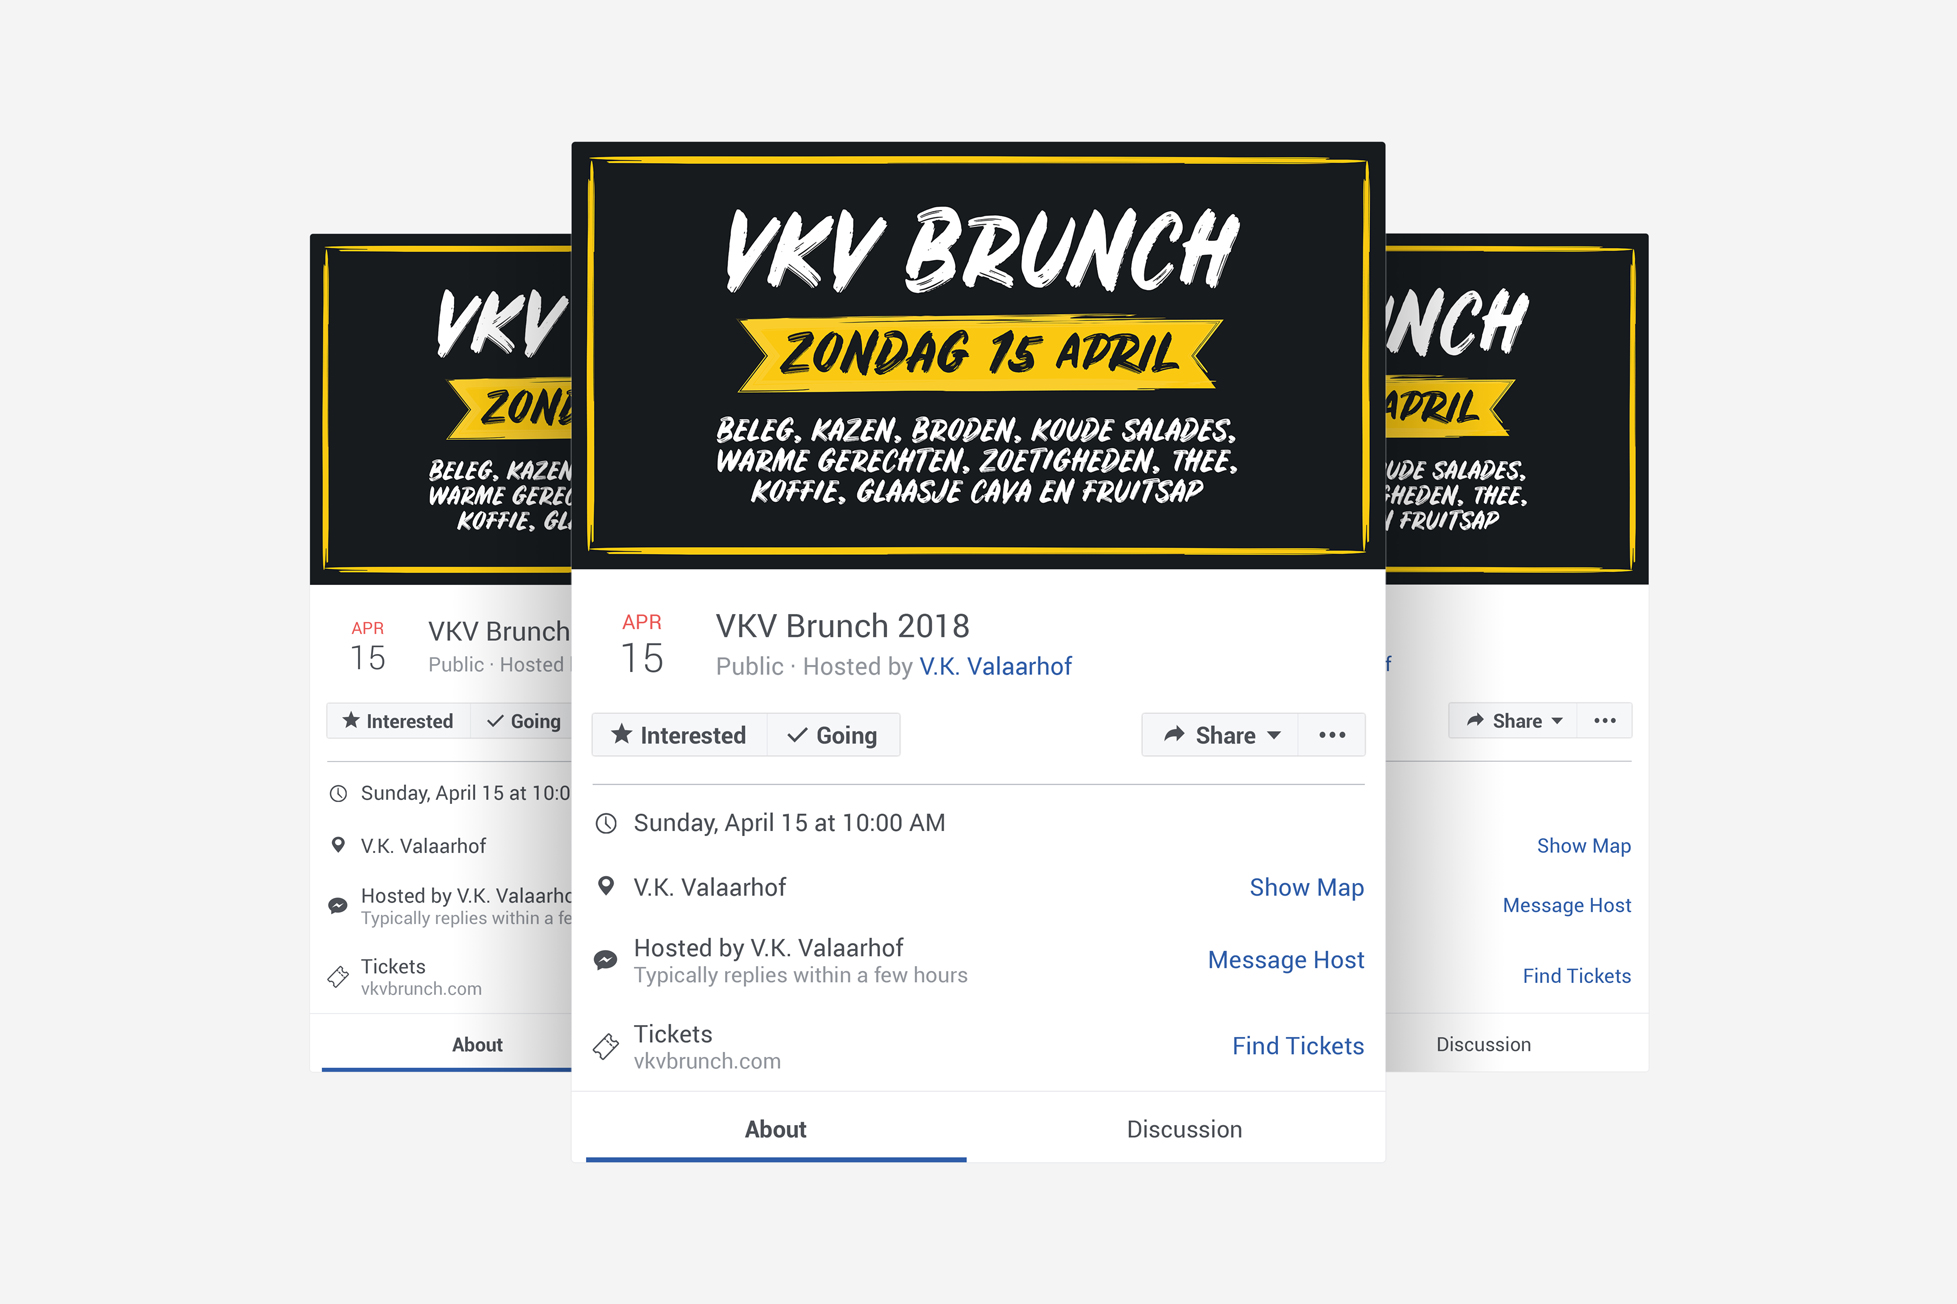 VKV BRUNCH
ZONDAG 15 APRIL
BELEG, KAZEN, BRODEN, KOUDE SALADES,
WARME GERECHTEN, ZOETIGHEDEN, THEE,
KOFFIE, GLAASJE CAVA EN FRUITSAP
APR
15
VKV Brunch 2018
Public · Hosted by V.K. Valaarhof
Interested Going Share
Sunday, April 15 at 10:00 AM
V.K. Valaarhof Show Map
Hosted by V.K. Valaarhof Message Host
Typically replies within a few hours
Tickets Find Tickets
vkvbrunch.com
About Discussion
VKV
ZOND
BELEG, KAZEN
WARME GEREC
KOFFIE, GL
APR
15
VKV Brunch
Public · Hosted
Interested Going
Sunday, April 15 at 10:0
V.K. Valaarhof
Hosted by V.K. Valaarho
Typically replies within a fe
Tickets
vkvbrunch.com
About
NCH
APRIL
UDE SALADES,
HEDEN, THEE,
FRUITSAP
f
Share
Show Map
Message Host
Find Tickets
Discussion